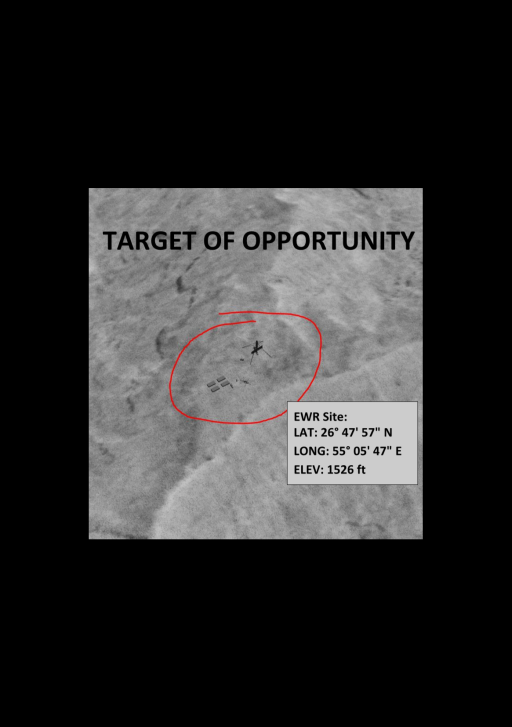 TARGET OF OPPORTUNITY
EWR Site:
LAT: 26° 47' 57" N
LONG: 55° 05' 47" E
ELEV: 1526 ft